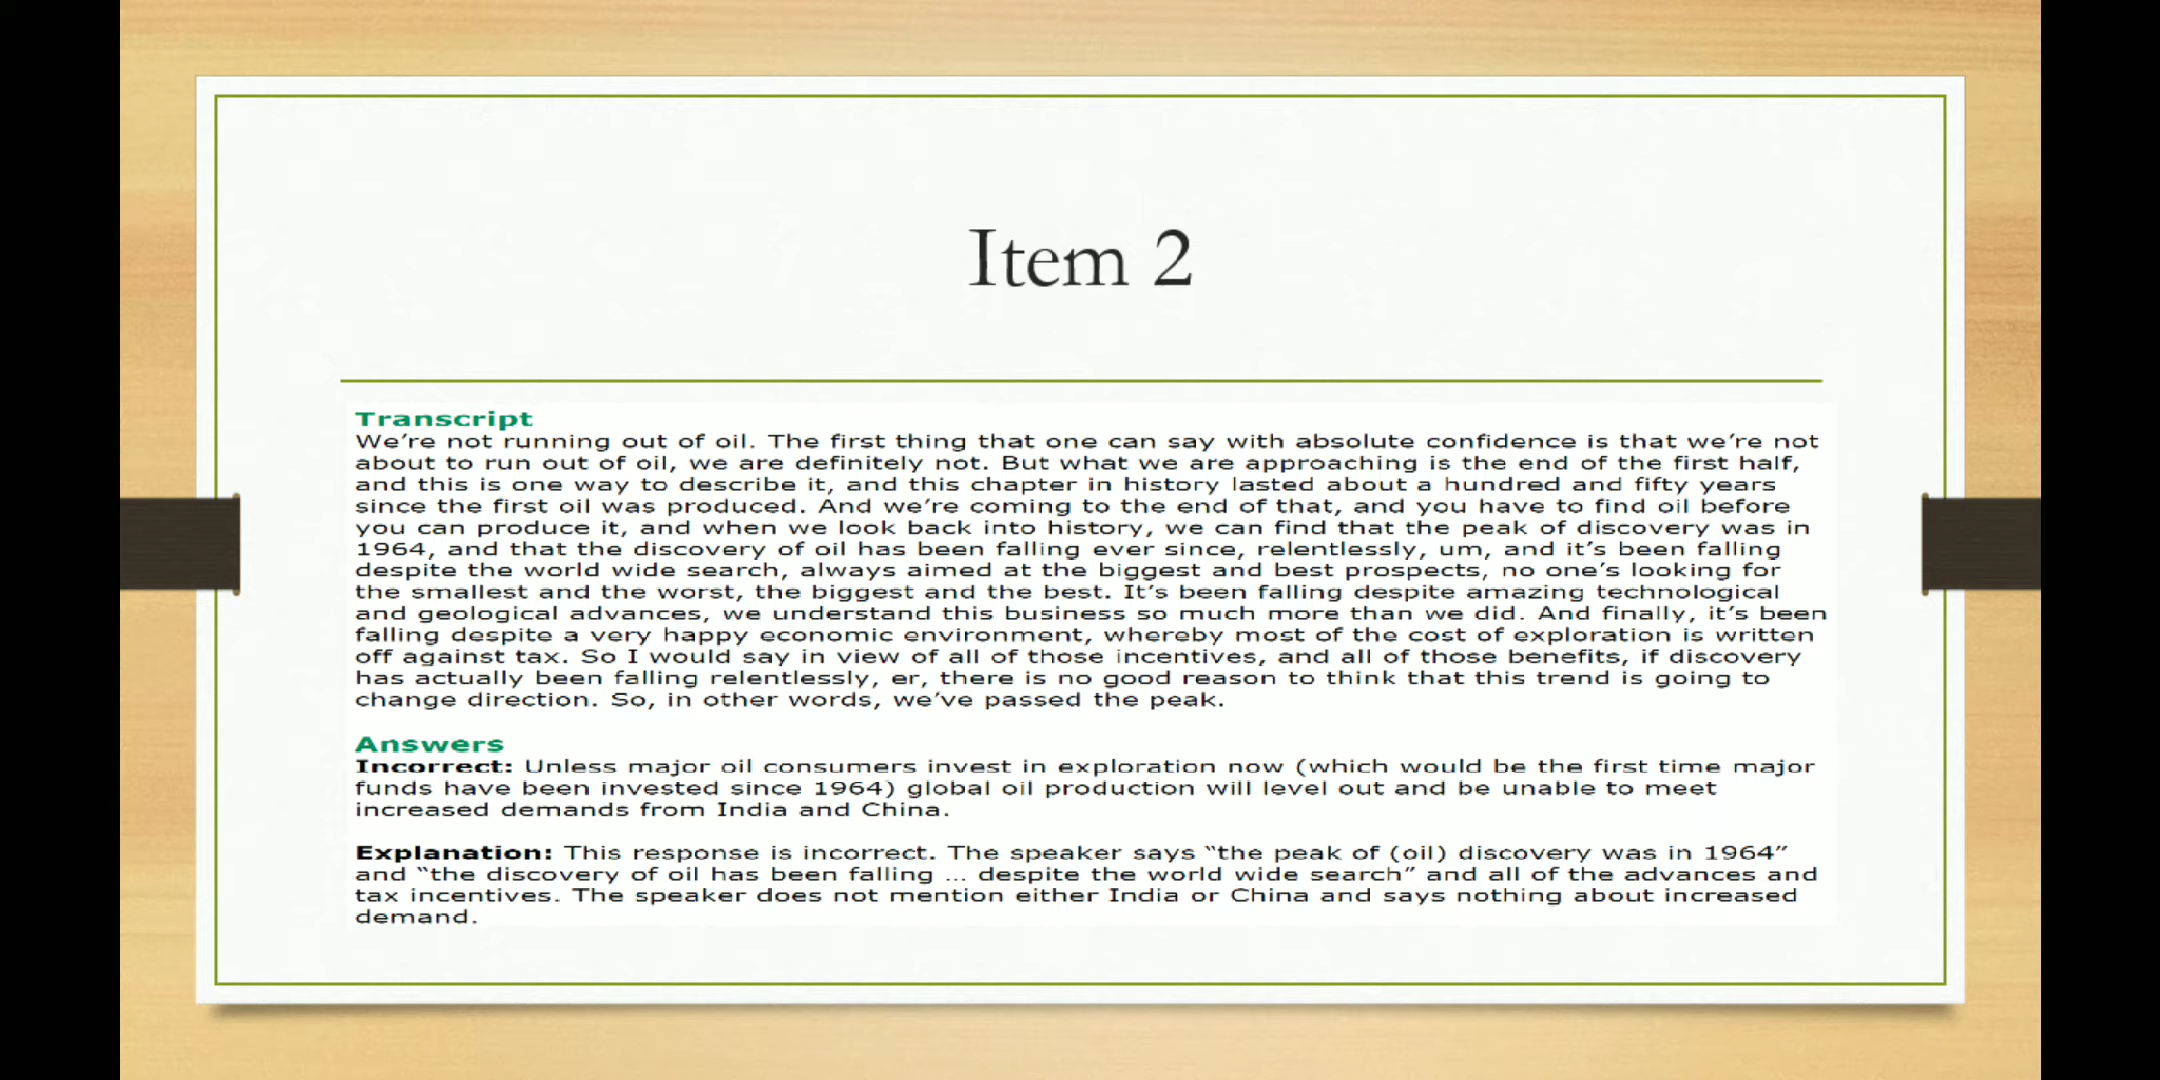 Item 2
Transcript
We're not running out of oil. The first thing that one can say with absolute confidence is that we're not
about to run out of oil, we are definitely not. But what we are approaching is the end of the first half,
and this is one way to describe it, and this chapter in history lasted about a hundred and fifty years
since the first oil was produced. And we're coming to the end of that, and you have to find oil before
you can produce it, and when we look back into history, we can find that the peak of discovery was in
1964, and that the discovery of oil has been falling ever since, relentlessly, um, and it's been falling
despite the world wide search, always aimed at the biggest and best prospects, no one's looking for
the smallest and the worst, the biggest and the best. It's been falling despite amazing technological
and geological advances, we understand this business so much more than we did. And finally, it's been
falling despite a very happy economic environment, whereby most of the cost of exploration is written
off against tax. So I would say in view of all of those incentives, and all of those benefits, if discovery
has actually been falling relentlessly, er, there is no good reason to think that this trend is going to
change direction. So, in other words, we've passed the peak.
Answers
Incorrect: Unless major oil consumers invest in exploration now (which would be the first time major
funds have been invested since 1964) global oil production will level out and be unable to meet
increased demands from India and China.
Explanation: This response is incorrect. The speaker says “the peak of (oil) discovery was in 1964”
and “the discovery of oil has been falling ... despite the world wide search” and all of the advances and
tax incentives. The speaker does not mention either India or China and says nothing about increased
demand.